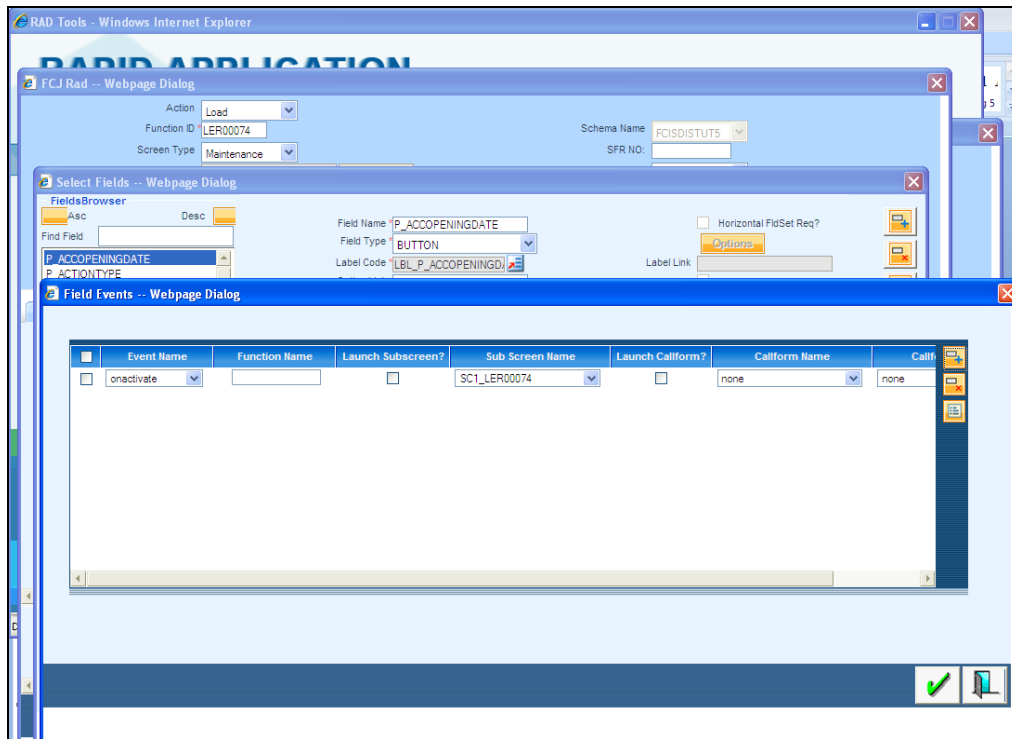 RAD Tools - Windows Internet Explorer
RAPID APPLICATION
FCJ Rad -- Webpage Dialog
Action Load
Function ID * LER00074 Schema Name FCISDISTUT5
Screen Type Maintenance SFR NO:
Select Fields -- Webpage Dialog
FieldsBrowser
Asc Desc
Field Name * P_ACCOPENINGDATE Horizontal FldSet Req?
Find Field
Field Type * BUTTON Options
P_ACCOPENINGDATE
Label Code * LBL_P_ACCOPENINGD Label Link
P_ACTIONTYPE
Field Events -- Webpage Dialog
Event Name Function Name Launch Subscreen? Sub Screen Name Launch Callform? Callform Name
onactivate SC1_LER00074 none none